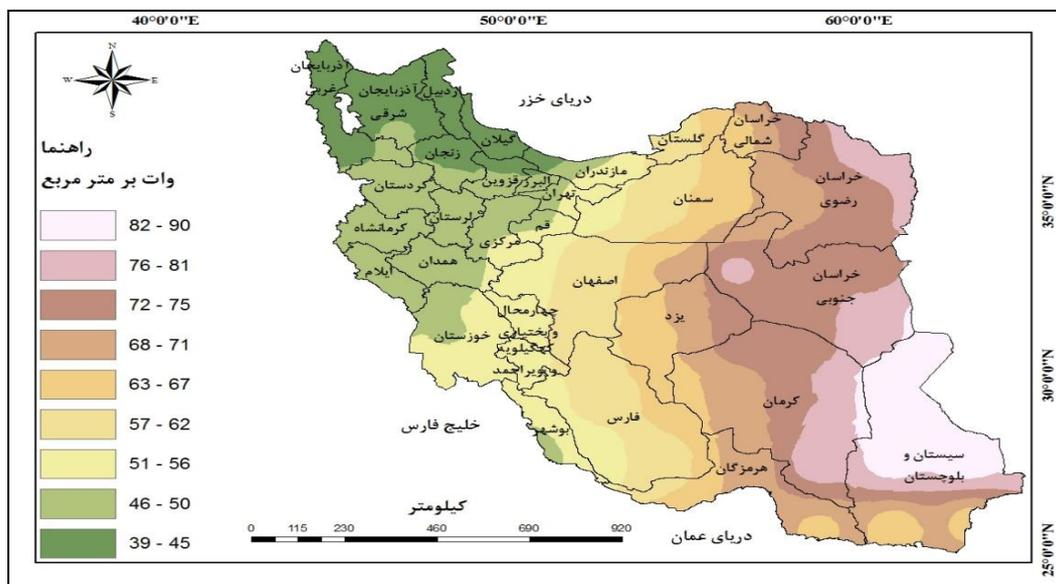 40°0'0"E 50°0'0"E 60°0'0"E
35°0'0"N
30°0'0"N
25°0'0"N
N
W E
S
راهنما
وات بر متر مربع
82 - 90
76 - 81
72 - 75
68 - 71
63 - 67
57 - 62
51 - 56
46 - 50
39 - 45
دریای خزر
خلیج فارس
دریای عمان
کیلومتر
0 115 230 460 690 920
آذربایجان
غربی
آذربایجان
شرقی
اردبیل
گیلان
زنجان
کردستان
قزوین
البرز
تهران
مازندران
گلستان
خراسان
شمالی
خراسان
رضوی
سمنان
کرمانشاه
لرستان
مرکزی
قم
همدان
ایلام
اصفهان
خراسان
جنوبی
یزد
چهارمحال
و بختیاری
کهگیلویه
و بویراحمد
خوزستان
فارس
بوشهر
کرمان
هرمزگان
سیستان و
بلوچستان